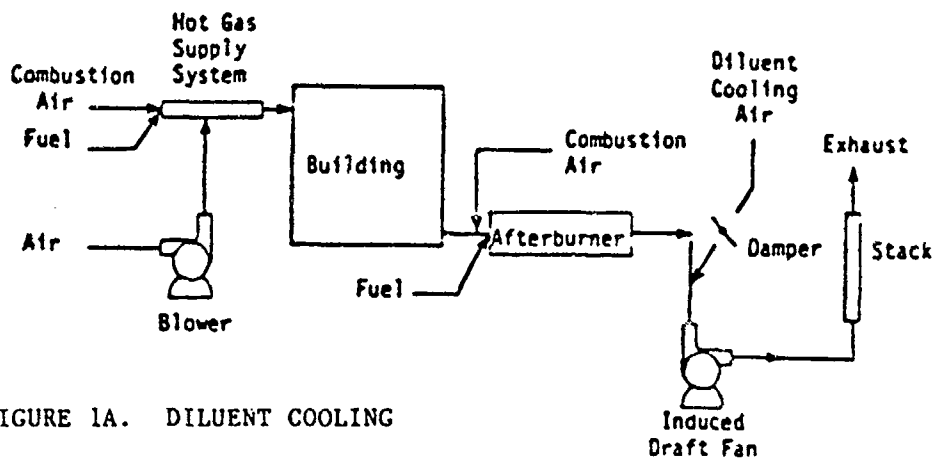 Hot Gas
Supply
System
Combustion
Air
Fuel
Air
Blower
Building
Combustion
Air
Afterburner
Fuel
Diluent
Cooling
Air
Damper
Exhaust
Stack
Induced
Draft Fan
IGURE 1A. DILUENT COOLING